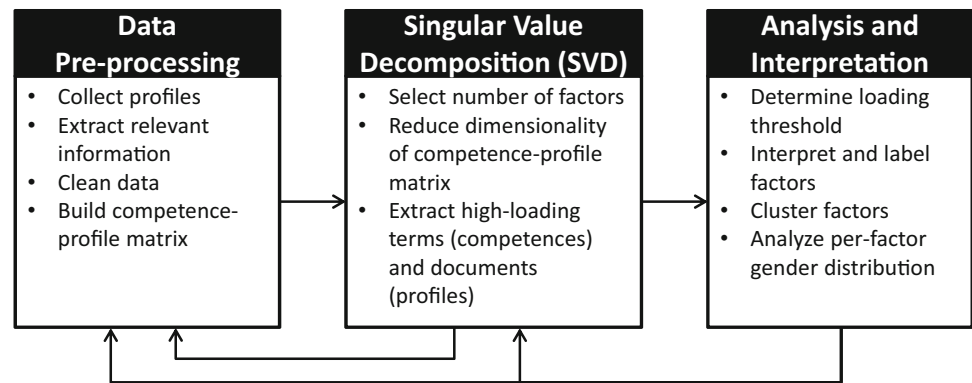 Data
Pre-processing
• Collect profiles
• Extract relevant
information
• Clean data
• Build competence-
profile matrix
Singular Value
Decomposition (SVD)
• Select number of factors
• Reduce dimensionality
of competence-profile
matrix
• Extract high-loading
terms (competences)
and documents
(profiles)
Analysis and
Interpretation
• Determine loading
threshold
• Interpret and label
factors
• Cluster factors
• Analyze per-factor
gender distribution